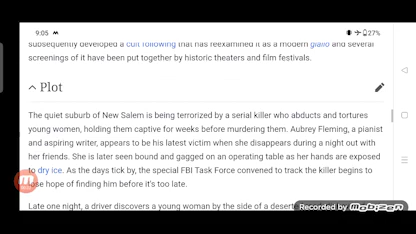 9:05
27%
subsequently developed a cult following that has reexamined it as a modern giallo and several
screenings of it have been put together by historic theaters and film festivals.
Plot
The quiet suburb of New Salem is being terrorized by a serial killer who abducts and tortures
young women, holding them captive for weeks before murdering them. Aubrey Fleming, a pianist
and aspiring writer, appears to be his latest victim when she disappears during a night out with
her friends. She is later seen bound and gagged on an operating table as her hands are exposed
to dry ice. As the days tick by, the special FBI Task Force convened to track the killer begins to
lose hope of finding him before it's too late.
Late one night, a driver discovers a young woman by the side of a deserte
Recorded by Mobizen